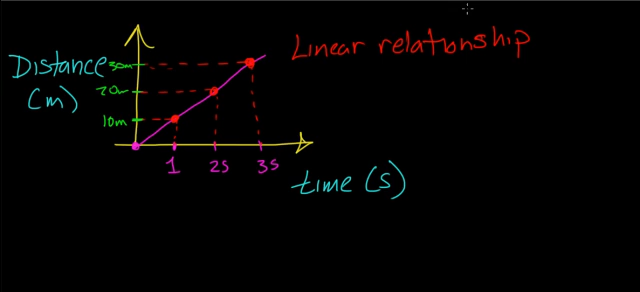 Linear relationship
Distance
(m)
30m
20m
10m
1 2s 3s
time (s)